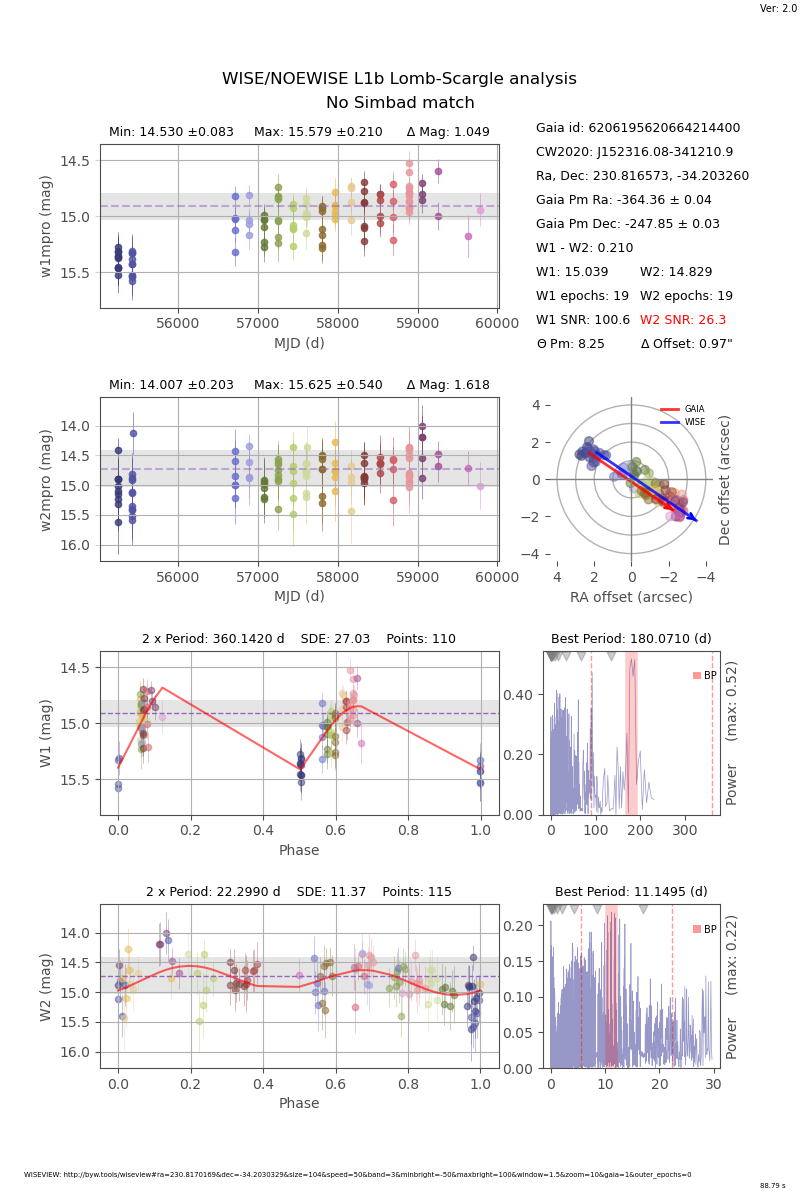 Ver: 2.0
WISE/NOEWISE L1b Lomb-Scargle analysis
No Simbad match
Min: 14.530 ±0.083 Max: 15.579 ±0.210 Δ Mag: 1.049
14.5
15.0
15.5
w1mpro (mag)
56000 57000 58000 59000 60000
MJD (d)
Gaia id: 6206195620664214400
CW2020: J152316.08-341210.9
Ra, Dec: 230.816573, -34.203260
Gaia Pm Ra: -364.36 ± 0.04
Gaia Pm Dec: -247.85 ± 0.03
W1 - W2: 0.210
W1: 15.039 W2: 14.829
W1 epochs: 19 W2 epochs: 19
W1 SNR: 100.6 W2 SNR: 26.3
Θ Pm: 8.25 Δ Offset: 0.97"
Min: 14.007 ±0.203 Max: 15.625 ±0.540 Δ Mag: 1.618
14.0
14.5
15.0
15.5
16.0
w2mpro (mag)
56000 57000 58000 59000 60000
MJD (d)
GAIA
WISE
4
2
0
−2
−4
Dec offset (arcsec)
4 2 0 −2 −4
RA offset (arcsec)
2 x Period: 360.1420 d SDE: 27.03 Points: 110
14.5
15.0
15.5
W1 (mag)
0.0 0.2 0.4 0.6 0.8 1.0
Phase
Best Period: 180.0710 (d)
BP
0.40
0.20
0.00
Power (max: 0.52)
0 100 200 300
2 x Period: 22.2990 d SDE: 11.37 Points: 115
14.0
14.5
15.0
15.5
16.0
W2 (mag)
0.0 0.2 0.4 0.6 0.8 1.0
Phase
Best Period: 11.1495 (d)
BP
0.20
0.15
0.10
0.05
0.00
Power (max: 0.22)
0 10 20 30
WISEVIEW: http://byw.tools/wiseview#ra=230.8170169&dec=-34.2030329&size=104&speed=50&band=3&minbright=-50&maxbright=100&window=1.5&zoom=10&gaia=1&outer_epochs=0
88.79 s